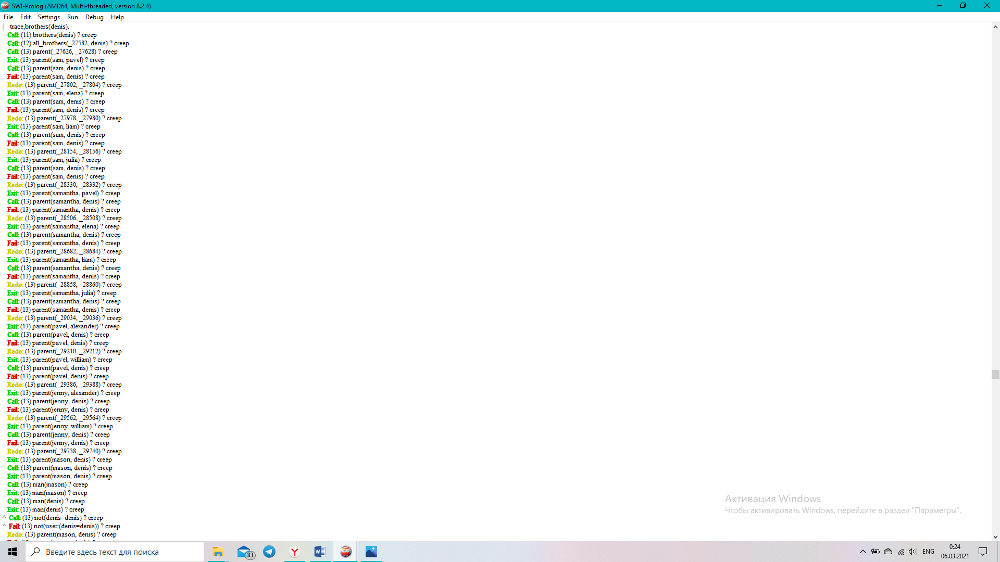 SWI-Prolog (AMD64, Multi-threaded, version 8.2.4)
File Edit Settings Run Debug Help
| trace,brothers(denis).
Call: (11) brothers(denis) ? creep
Call: (12) all_brothers(_27582, denis) ? creep
Call: (13) parent(_27626, _27628) ? creep
Exit: (13) parent(sam, pavel) ? creep
Call: (13) parent(sam, denis) ? creep
Fail: (13) parent(sam, denis) ? creep
Redo: (13) parent(_27802, _27804) ? creep
Exit: (13) parent(sam, elena) ? creep
Call: (13) parent(sam, denis) ? creep
Fail: (13) parent(sam, denis) ? creep
Redo: (13) parent(_27978, _27980) ? creep
Exit: (13) parent(sam, liam) ? creep
Call: (13) parent(sam, denis) ? creep
Fail: (13) parent(sam, denis) ? creep
Redo: (13) parent(_28154, _28156) ? creep
Exit: (13) parent(sam, julia) ? creep
Call: (13) parent(sam, denis) ? creep
Fail: (13) parent(sam, denis) ? creep
Redo: (13) parent(_28330, _28332) ? creep
Exit: (13) parent(samantha, pavel) ? creep
Call: (13) parent(samantha, denis) ? creep
Fail: (13) parent(samantha, denis) ? creep
Redo: (13) parent(_28506, _28508) ? creep
Exit: (13) parent(samantha, elena) ? creep
Call: (13) parent(samantha, denis) ? creep
Fail: (13) parent(samantha, denis) ? creep
Redo: (13) parent(_28682, _28684) ? creep
Exit: (13) parent(samantha, liam) ? creep
Call: (13) parent(samantha, denis) ? creep
Fail: (13) parent(samantha, denis) ? creep
Redo: (13) parent(_28858, _28860) ? creep
Exit: (13) parent(samantha, julia) ? creep
Call: (13) parent(samantha, denis) ? creep
Fail: (13) parent(samantha, denis) ? creep
Redo: (13) parent(_29034, _29036) ? creep
Exit: (13) parent(pavel, alexander) ? creep
Call: (13) parent(pavel, denis) ? creep
Fail: (13) parent(pavel, denis) ? creep
Redo: (13) parent(_29210, _29212) ? creep
Exit: (13) parent(pavel, william) ? creep
Call: (13) parent(pavel, denis) ? creep
Fail: (13) parent(pavel, denis) ? creep
Redo: (13) parent(_29386, _29388) ? creep
Exit: (13) parent(jenny, alexander) ? creep
Call: (13) parent(jenny, denis) ? creep
Fail: (13) parent(jenny, denis) ? creep
Redo: (13) parent(_29562, _29564) ? creep
Exit: (13) parent(jenny, william) ? creep
Call: (13) parent(jenny, denis) ? creep
Fail: (13) parent(jenny, denis) ? creep
Redo: (13) parent(_29738, _29740) ? creep
Exit: (13) parent(mason, denis) ? creep
Call: (13) parent(mason, denis) ? creep
Exit: (13) parent(mason, denis) ? creep
Call: (13) man(mason) ? creep
Exit: (13) man(mason) ? creep
Call: (13) man(denis) ? creep
Exit: (13) man(denis) ? creep
^ Call: (13) not(denis=denis) ? creep
^ Fail: (13) not(user:(denis=denis)) ? creep
Redo: (13) parent(mason, denis) ? creep
Активация Windows
Чтобы активировать Windows, перейдите в раздел "Параметры".
Введите здесь текст для поиска
33
ENG
0:24
06.03.2021